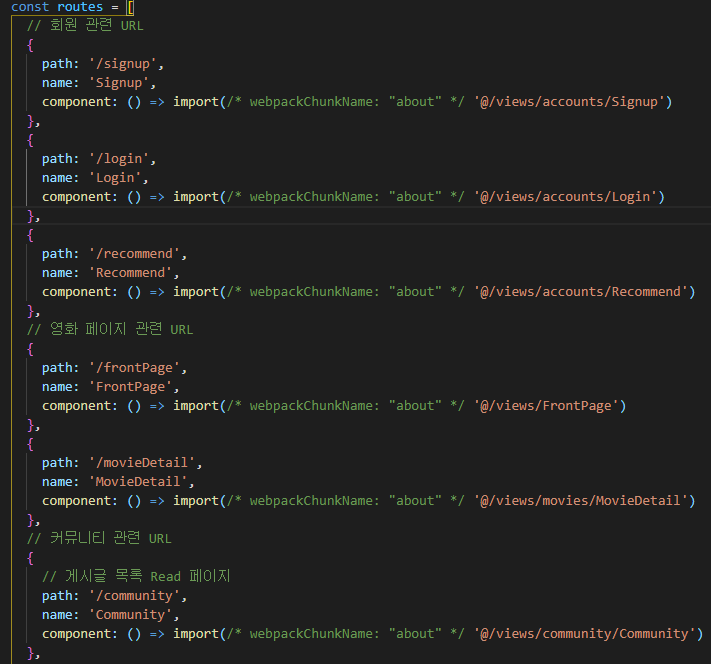 const routes = [
// 회원 관련 URL
{
path: '/signup',
name: 'Signup',
component: () => import(/* webpackChunkName: "about" */ '@/views/accounts/Signup')
},
{
path: '/login',
name: 'Login',
component: () => import(/* webpackChunkName: "about" */ '@/views/accounts/Login')
},
{
path: '/recommend',
name: 'Recommend',
component: () => import(/* webpackChunkName: "about" */ '@/views/accounts/Recommend')
},
// 영화 페이지 관련 URL
{
path: '/frontPage',
name: 'FrontPage',
component: () => import(/* webpackChunkName: "about" */ '@/views/FrontPage')
},
{
path: '/movieDetail',
name: 'MovieDetail',
component: () => import(/* webpackChunkName: "about" */ '@/views/movies/MovieDetail')
},
// 커뮤니티 관련 URL
{
// 게시글 목록 Read 페이지
path: '/community',
name: 'Community',
component: () => import(/* webpackChunkName: "about" */ '@/views/community/Community')
},